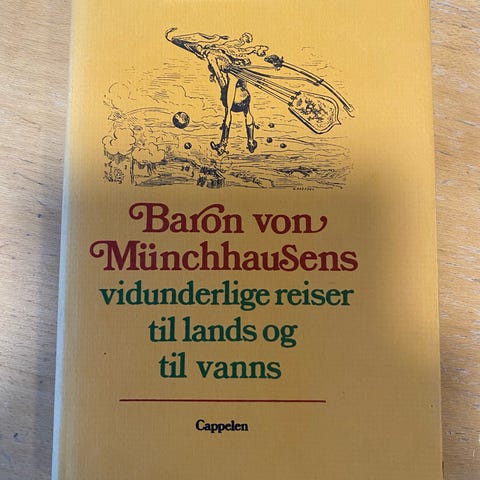 Baron von
Münchhausens
vidunderlige reiser
til lands og
til vanns
Cappelen